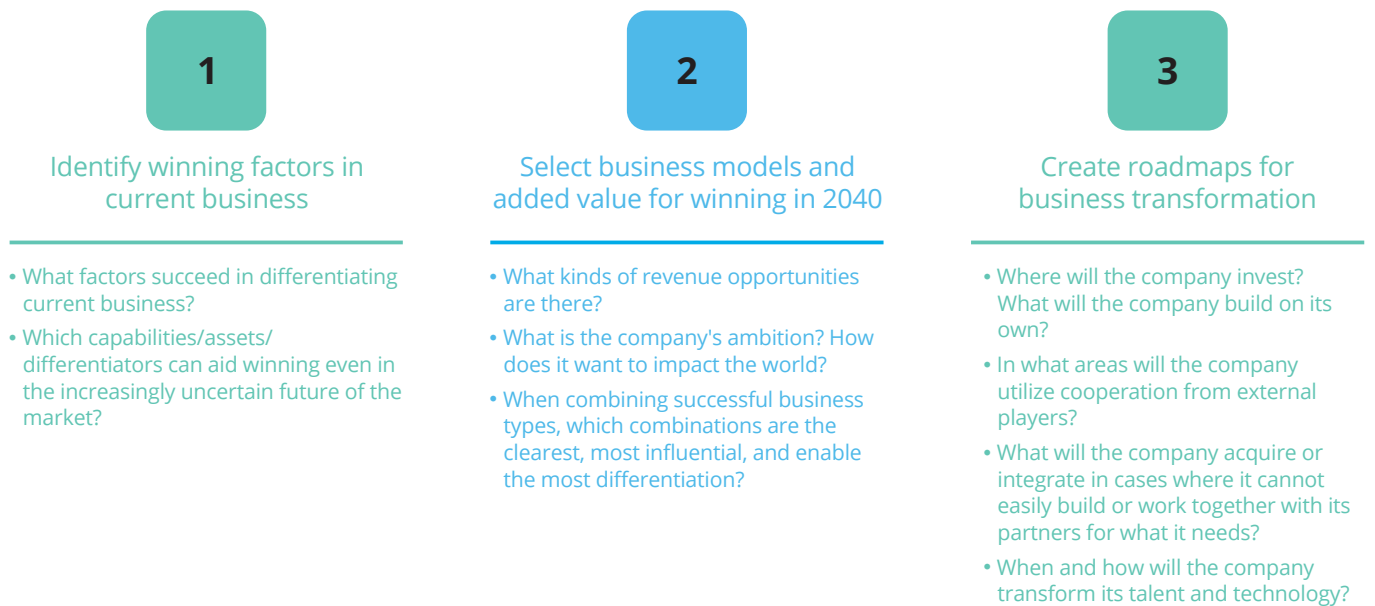 1
Identify winning factors in
current business
• What factors succeed in differentiating
current business?
• Which capabilities/assets/
differentiators can aid winning even in
the increasingly uncertain future of the
market?
2
Select business models and
added value for winning in 2040
• What kinds of revenue opportunities
are there?
• What is the company's ambition? How
does it want to impact the world?
• When combining successful business
types, which combinations are the
clearest, most influential, and enable
the most differentiation?
3
Create roadmaps for
business transformation
• Where will the company invest?
What will the company build on its
own?
• In what areas will the company
utilize cooperation from external
players?
• What will the company acquire or
integrate in cases where it cannot
easily build or work together with its
partners for what it needs?
• When and how will the company
transform its talent and technology?